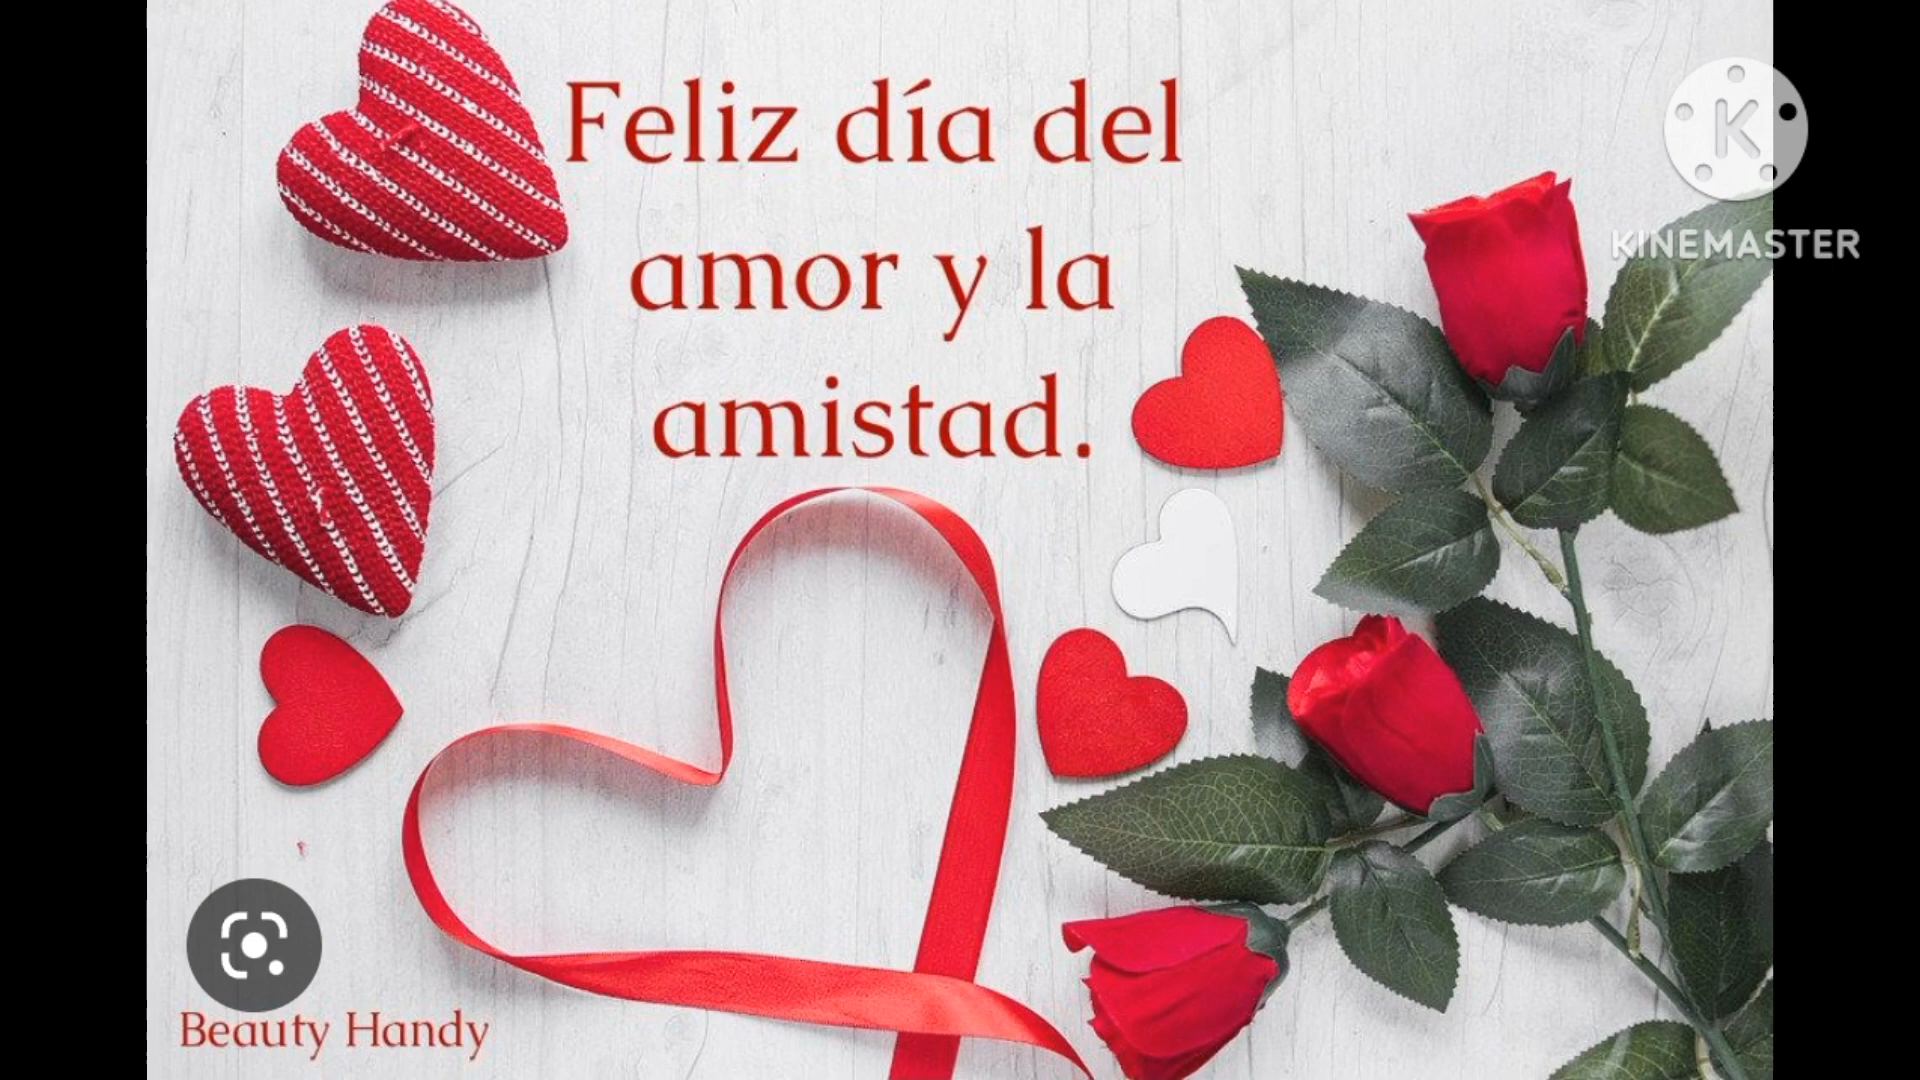 Feliz día del
amor y la
amistad.
K
KINEMASTER
Beauty Handy